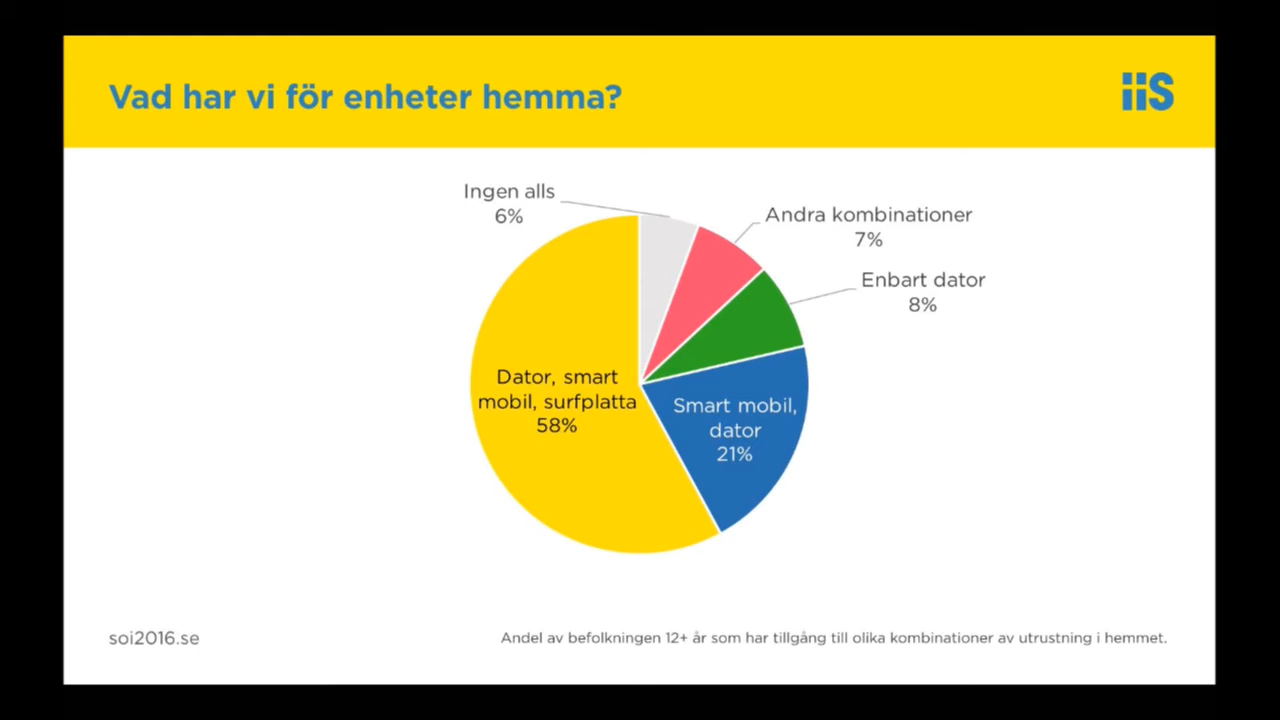 Vad har vi för enheter hemma?
iis
Ingen alls
6%
Andra kombinationer
7%
Enbart dator
8%
Dator, smart
mobil, surfplatta
58%
Smart mobil,
dator
21%
soi2016.se
Andel av befolkningen 12+ år som har tillgång till olika kombinationer av utrustning i hemmet.